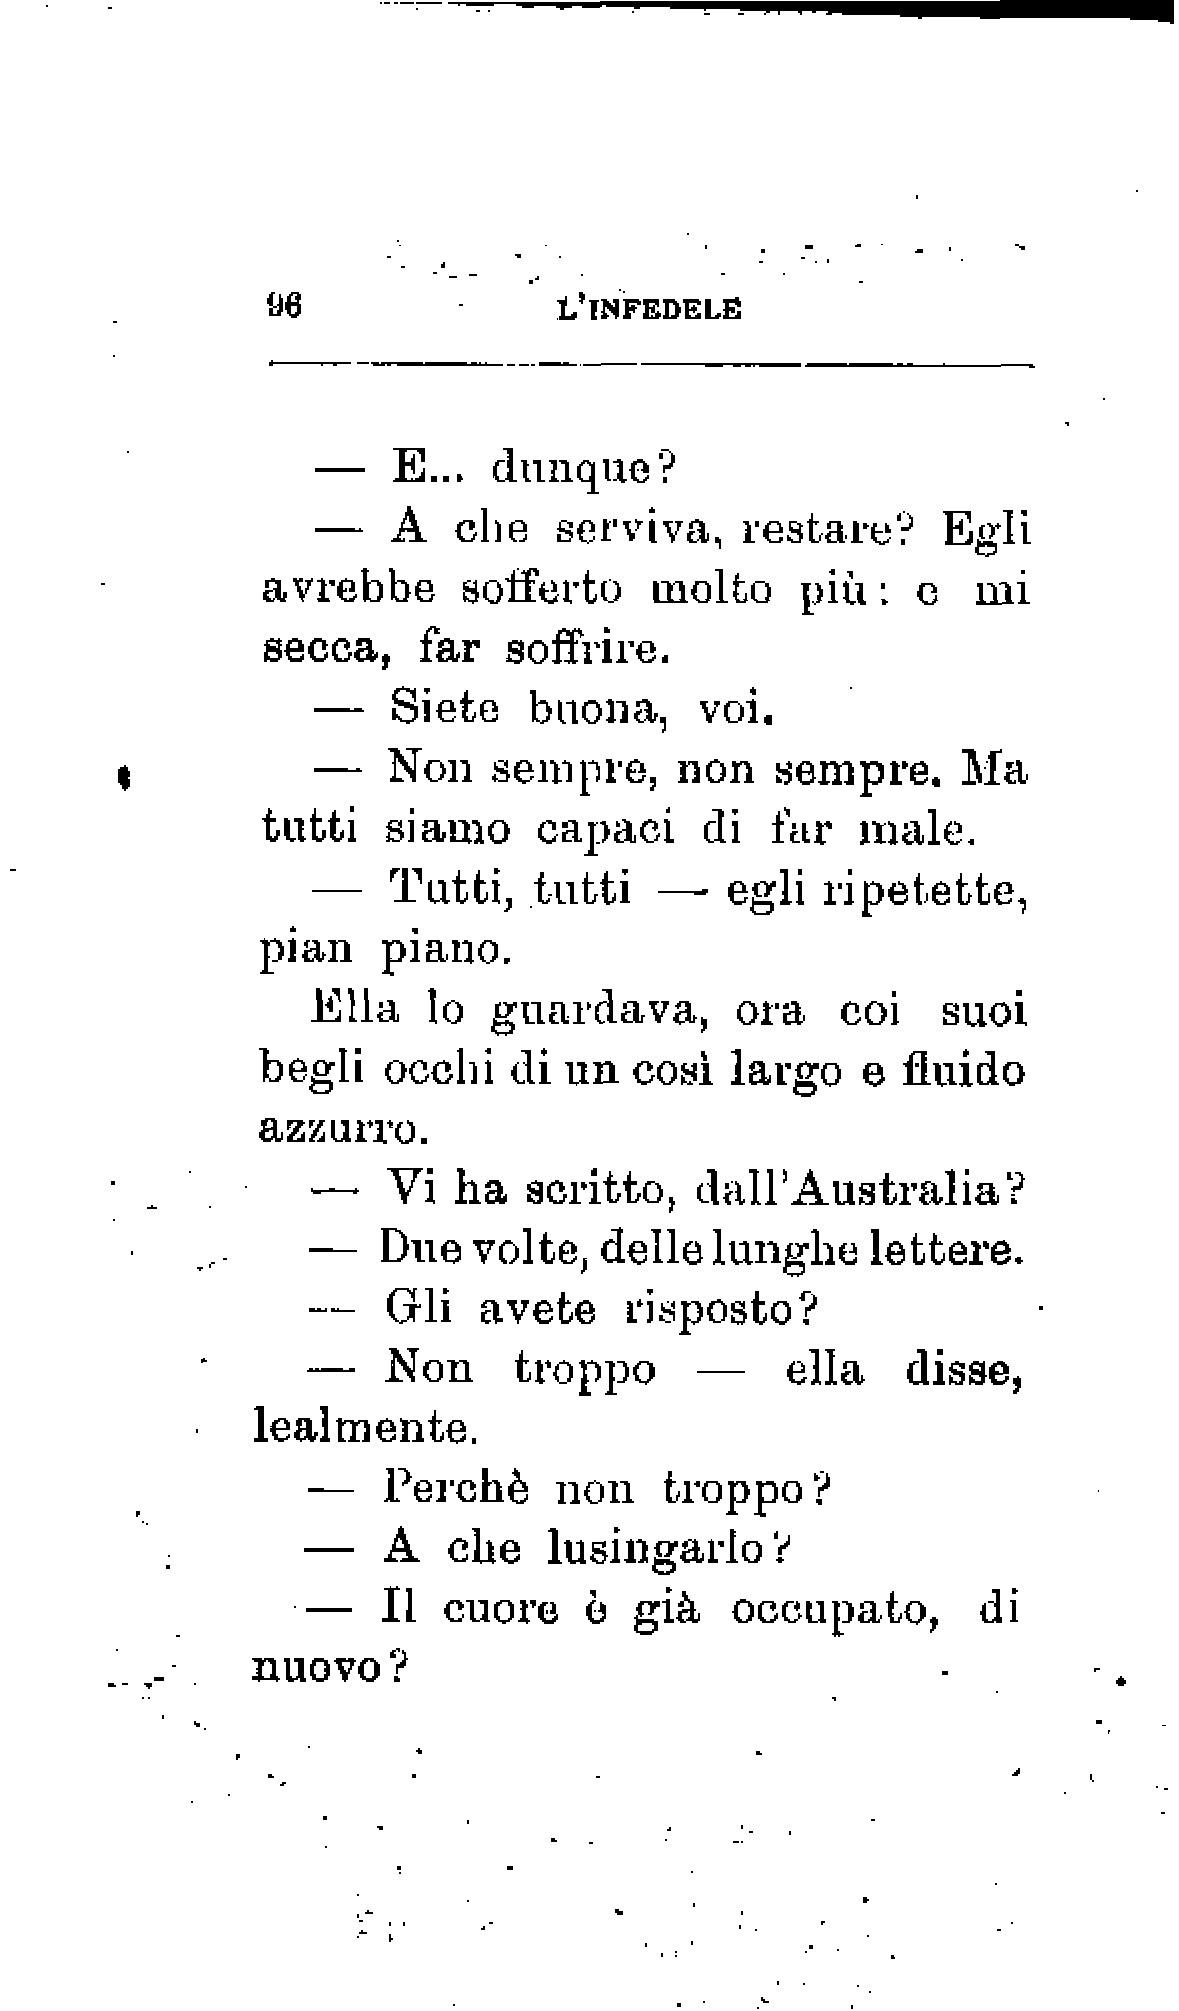 96 L'INFEDELE
— E... dunque?
— A che serviva, restare? Egli
avrebbe sofferto molto più: e mi
secca, far soffrire.
— Siete buona, voi.
— Non sempre, non sempre. Ma
tutti siamo capaci di far male.
— Tutti, tutti — egli ripetette,
pian piano.
Ella lo guardava, ora coi suoi
begli occhi di un così largo e fluido
azzurro.
— Vi ha scritto, dall'Australia?
— Due volte, delle lunghe lettere.
— Gli avete risposto?
— Non troppo — ella disse,
lealmente.
— Perchè non troppo?
— A che lusingarlo?
— Il cuore è già occupato, di
nuovo?